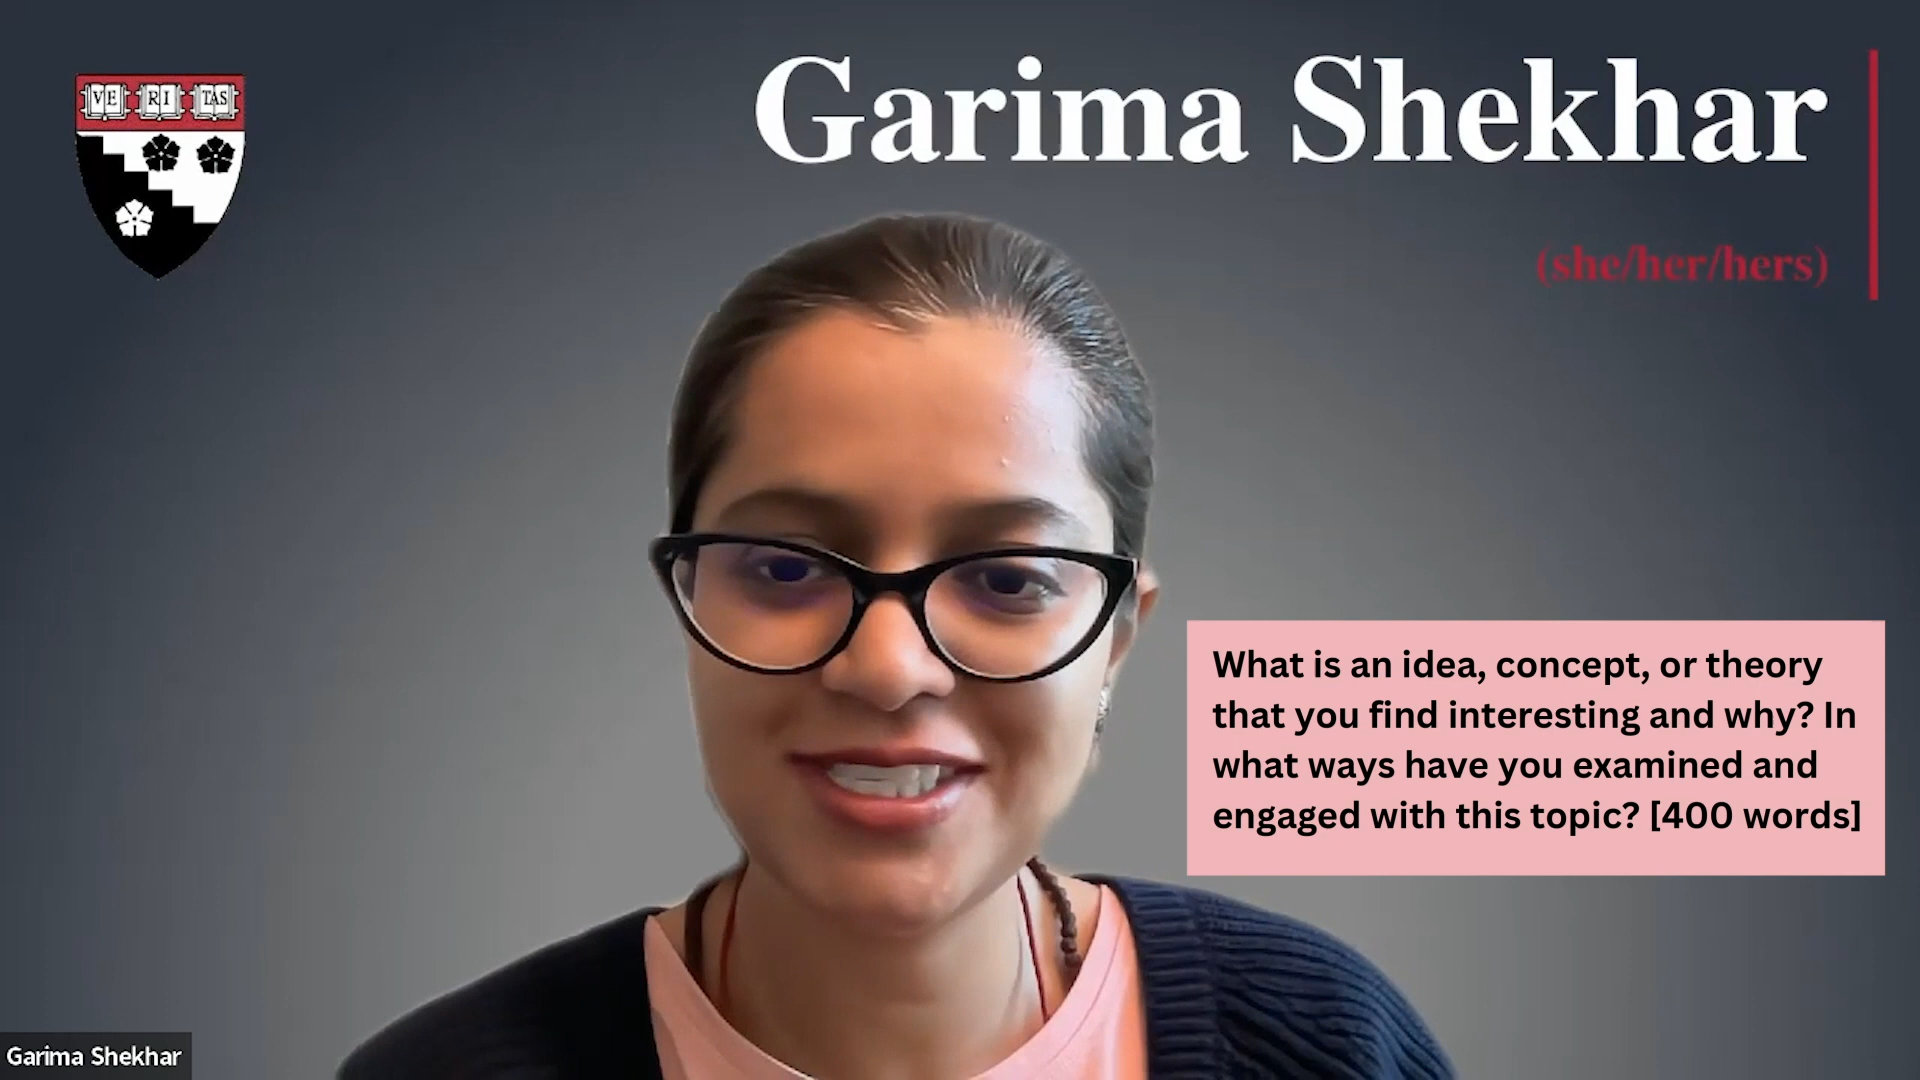 VE RI TAS
Garima Shekhar
(she/her/hers)
What is an idea, concept, or theory
that you find interesting and why? In
what ways have you examined and
engaged with this topic? [400 words]
Garima Shekhar